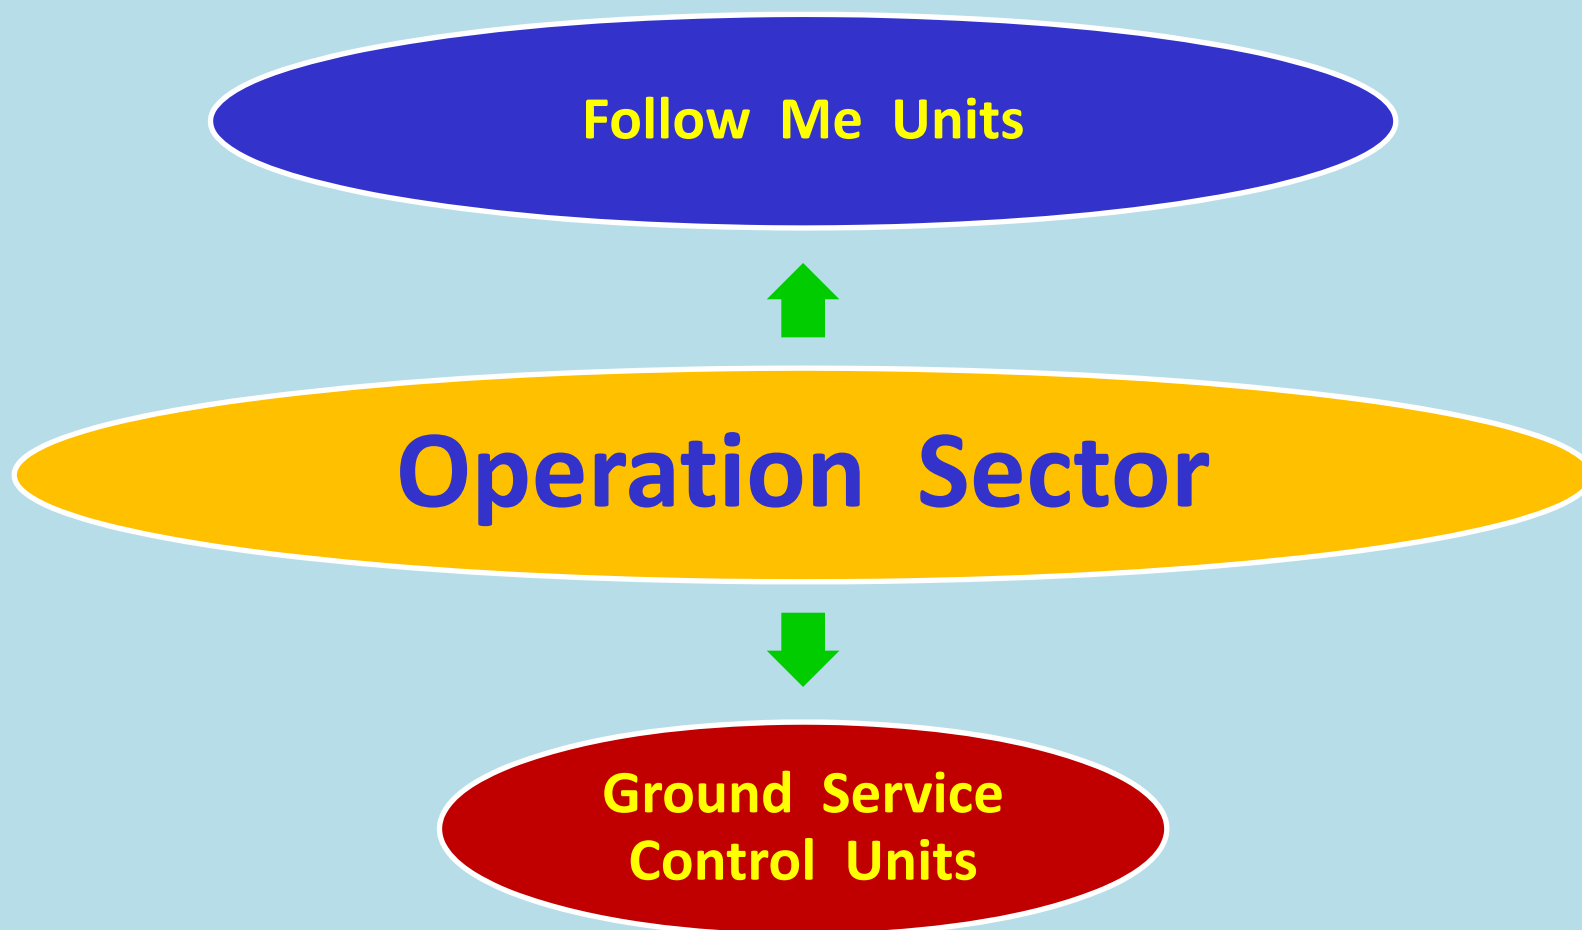 Follow Me Units
Operation Sector
Ground Service
Control Units